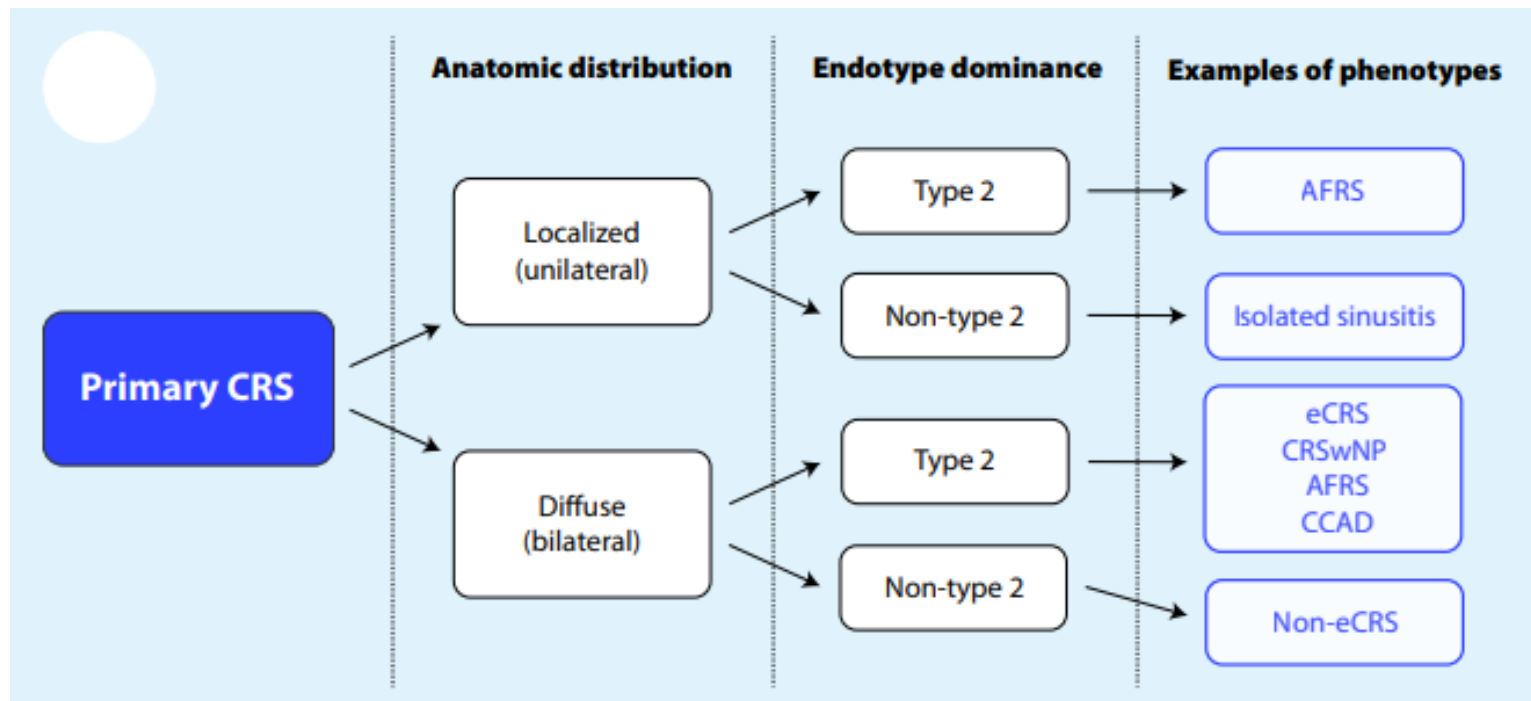 Anatomic distribution
Endotype dominance
Examples of phenotypes
Primary CRS
Localized
(unilateral)
Type 2
AFRS
Non-type 2
Isolated sinusitis
Diffuse
(bilateral)
Type 2
eCRS
CRSwNP
AFRS
CCAD
Non-type 2
Non-eCRS